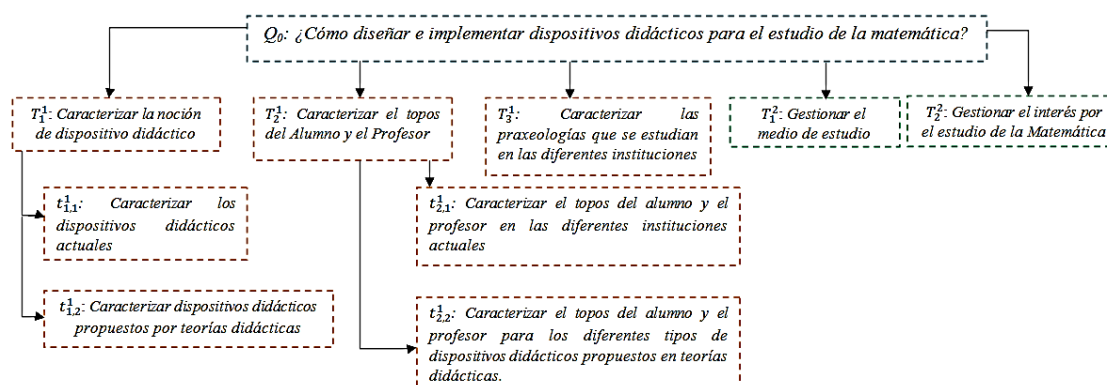 Q₀: ¿Cómo diseñar e implementar dispositivos didácticos para el estudio de la matemática?
T₁¹: Caracterizar la noción
de dispositivo didáctico
T₂¹: Caracterizar el topos
del Alumno y el Profesor
T₃¹: Caracterizar las
praxeologías que se estudian
en las diferentes instituciones
T₁²: Gestionar el
medio de estudio
T₂²: Gestionar el interés por
el estudio de la Matemática
t₁,₁¹: Caracterizar los
dispositivos didácticos
actuales
t₂,₁¹: Caracterizar el topos del alumno y el
profesor en las diferentes instituciones
actuales
t₁,₂¹: Caracterizar dispositivos didácticos
propuestos por teorías didácticas
t₂,₂¹: Caracterizar el topos del alumno y el
profesor para los diferentes tipos de
dispositivos didácticos propuestos en teorías
didácticas.